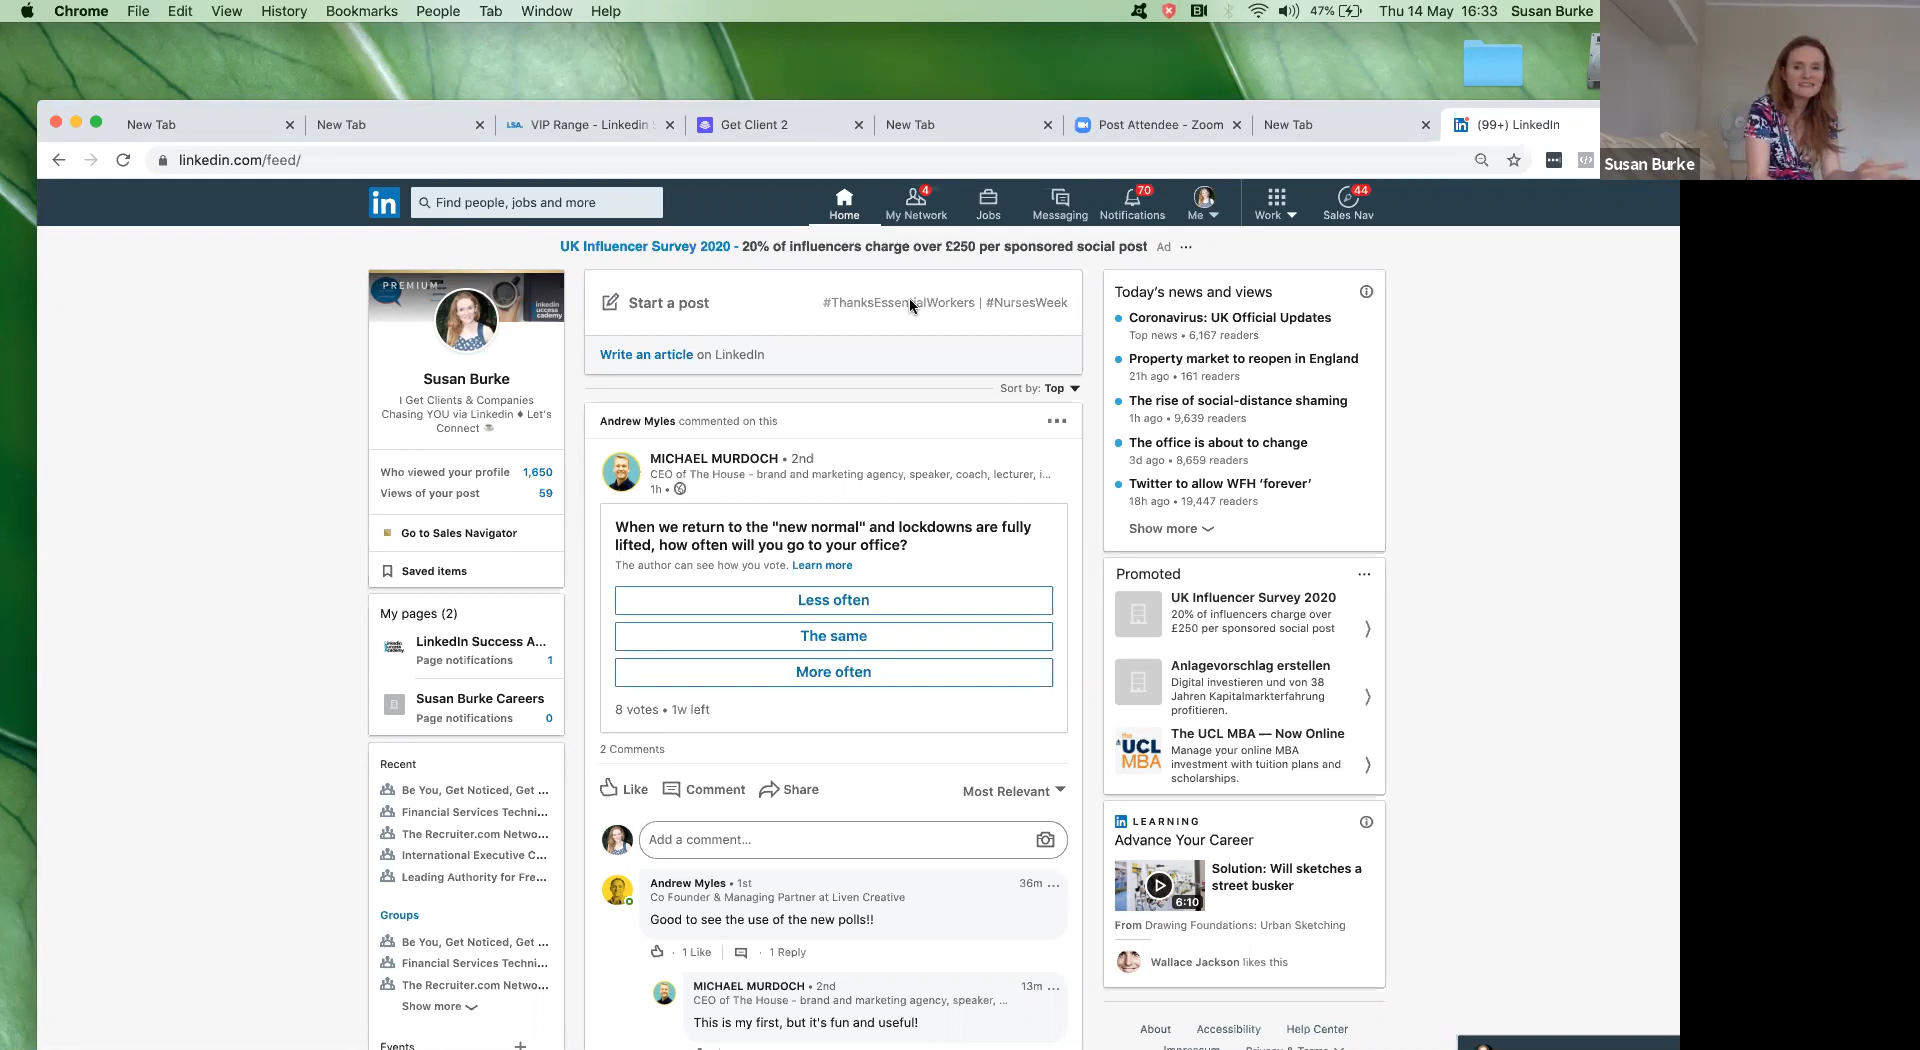 Chrome File Edit View History Bookmarks People Tab Window Help
47% Thu 14 May 16:33 Susan Burke
New Tab
New Tab
LSA. VIP Range - Linkedin
Get Client 2
New Tab
Post Attendee - Zoom
New Tab
(99+) LinkedIn
linkedin.com/feed/
Susan Burke
in
Find people, jobs and more
Home
4
My Network
Jobs
Messaging
70
Notifications
Me
Work
44
Sales Nav
UK Influencer Survey 2020 - 20% of influencers charge over £250 per sponsored social post Ad ...
PREMIUM
Susan Burke
I Get Clients & Companies
Chasing YOU via Linkedin ♦ Let's
Connect ☕
Who viewed your profile 1,650
Views of your post 59
Go to Sales Navigator
Saved items
My pages (2)
LinkedIn Success A...
Page notifications 1
Susan Burke Careers
Page notifications 0
Recent
Be You, Get Noticed, Get ...
Financial Services Techni...
The Recruiter.com Netwo...
International Executive C...
Leading Authority for Fre...
Groups
Be You, Get Noticed, Get ...
Financial Services Techni...
The Recruiter.com Netwo...
Show more
Events +
Start a post
#ThanksEssentialWorkers | #NursesWeek
Write an article on LinkedIn
Sort by: Top
Andrew Myles commented on this
MICHAEL MURDOCH • 2nd
CEO of The House - brand and marketing agency, speaker, coach, lecturer, i...
1h •
When we return to the "new normal" and lockdowns are fully
lifted, how often will you go to your office?
The author can see how you vote. Learn more
Less often
The same
More often
8 votes • 1w left
2 Comments
Like Comment Share
Most Relevant
Add a comment...
Andrew Myles • 1st
36m ...
Co Founder & Managing Partner at Liven Creative
Good to see the use of the new polls!!
1 Like 1 Reply
MICHAEL MURDOCH • 2nd
13m ...
CEO of The House - brand and marketing agency, speaker, ...
This is my first, but it's fun and useful!
Today's news and views
Coronavirus: UK Official Updates
Top news • 6,167 readers
Property market to reopen in England
21h ago • 161 readers
The rise of social-distance shaming
1h ago • 9,639 readers
The office is about to change
3d ago • 8,659 readers
Twitter to allow WFH 'forever'
18h ago • 19,447 readers
Show more
Promoted
UK Influencer Survey 2020
20% of influencers charge over
£250 per sponsored social post
Anlagevorschlag erstellen
Digital investieren und von 38
Jahren Kapitalmarkterfahrung
profitieren.
the UCL MBA
The UCL MBA — Now Online
Manage your online MBA
investment with tuition plans and
scholarships.
in LEARNING
Advance Your Career
Solution: Will sketches a
street busker
6:10
From Drawing Foundations: Urban Sketching
Wallace Jackson likes this
About Accessibility Help Center